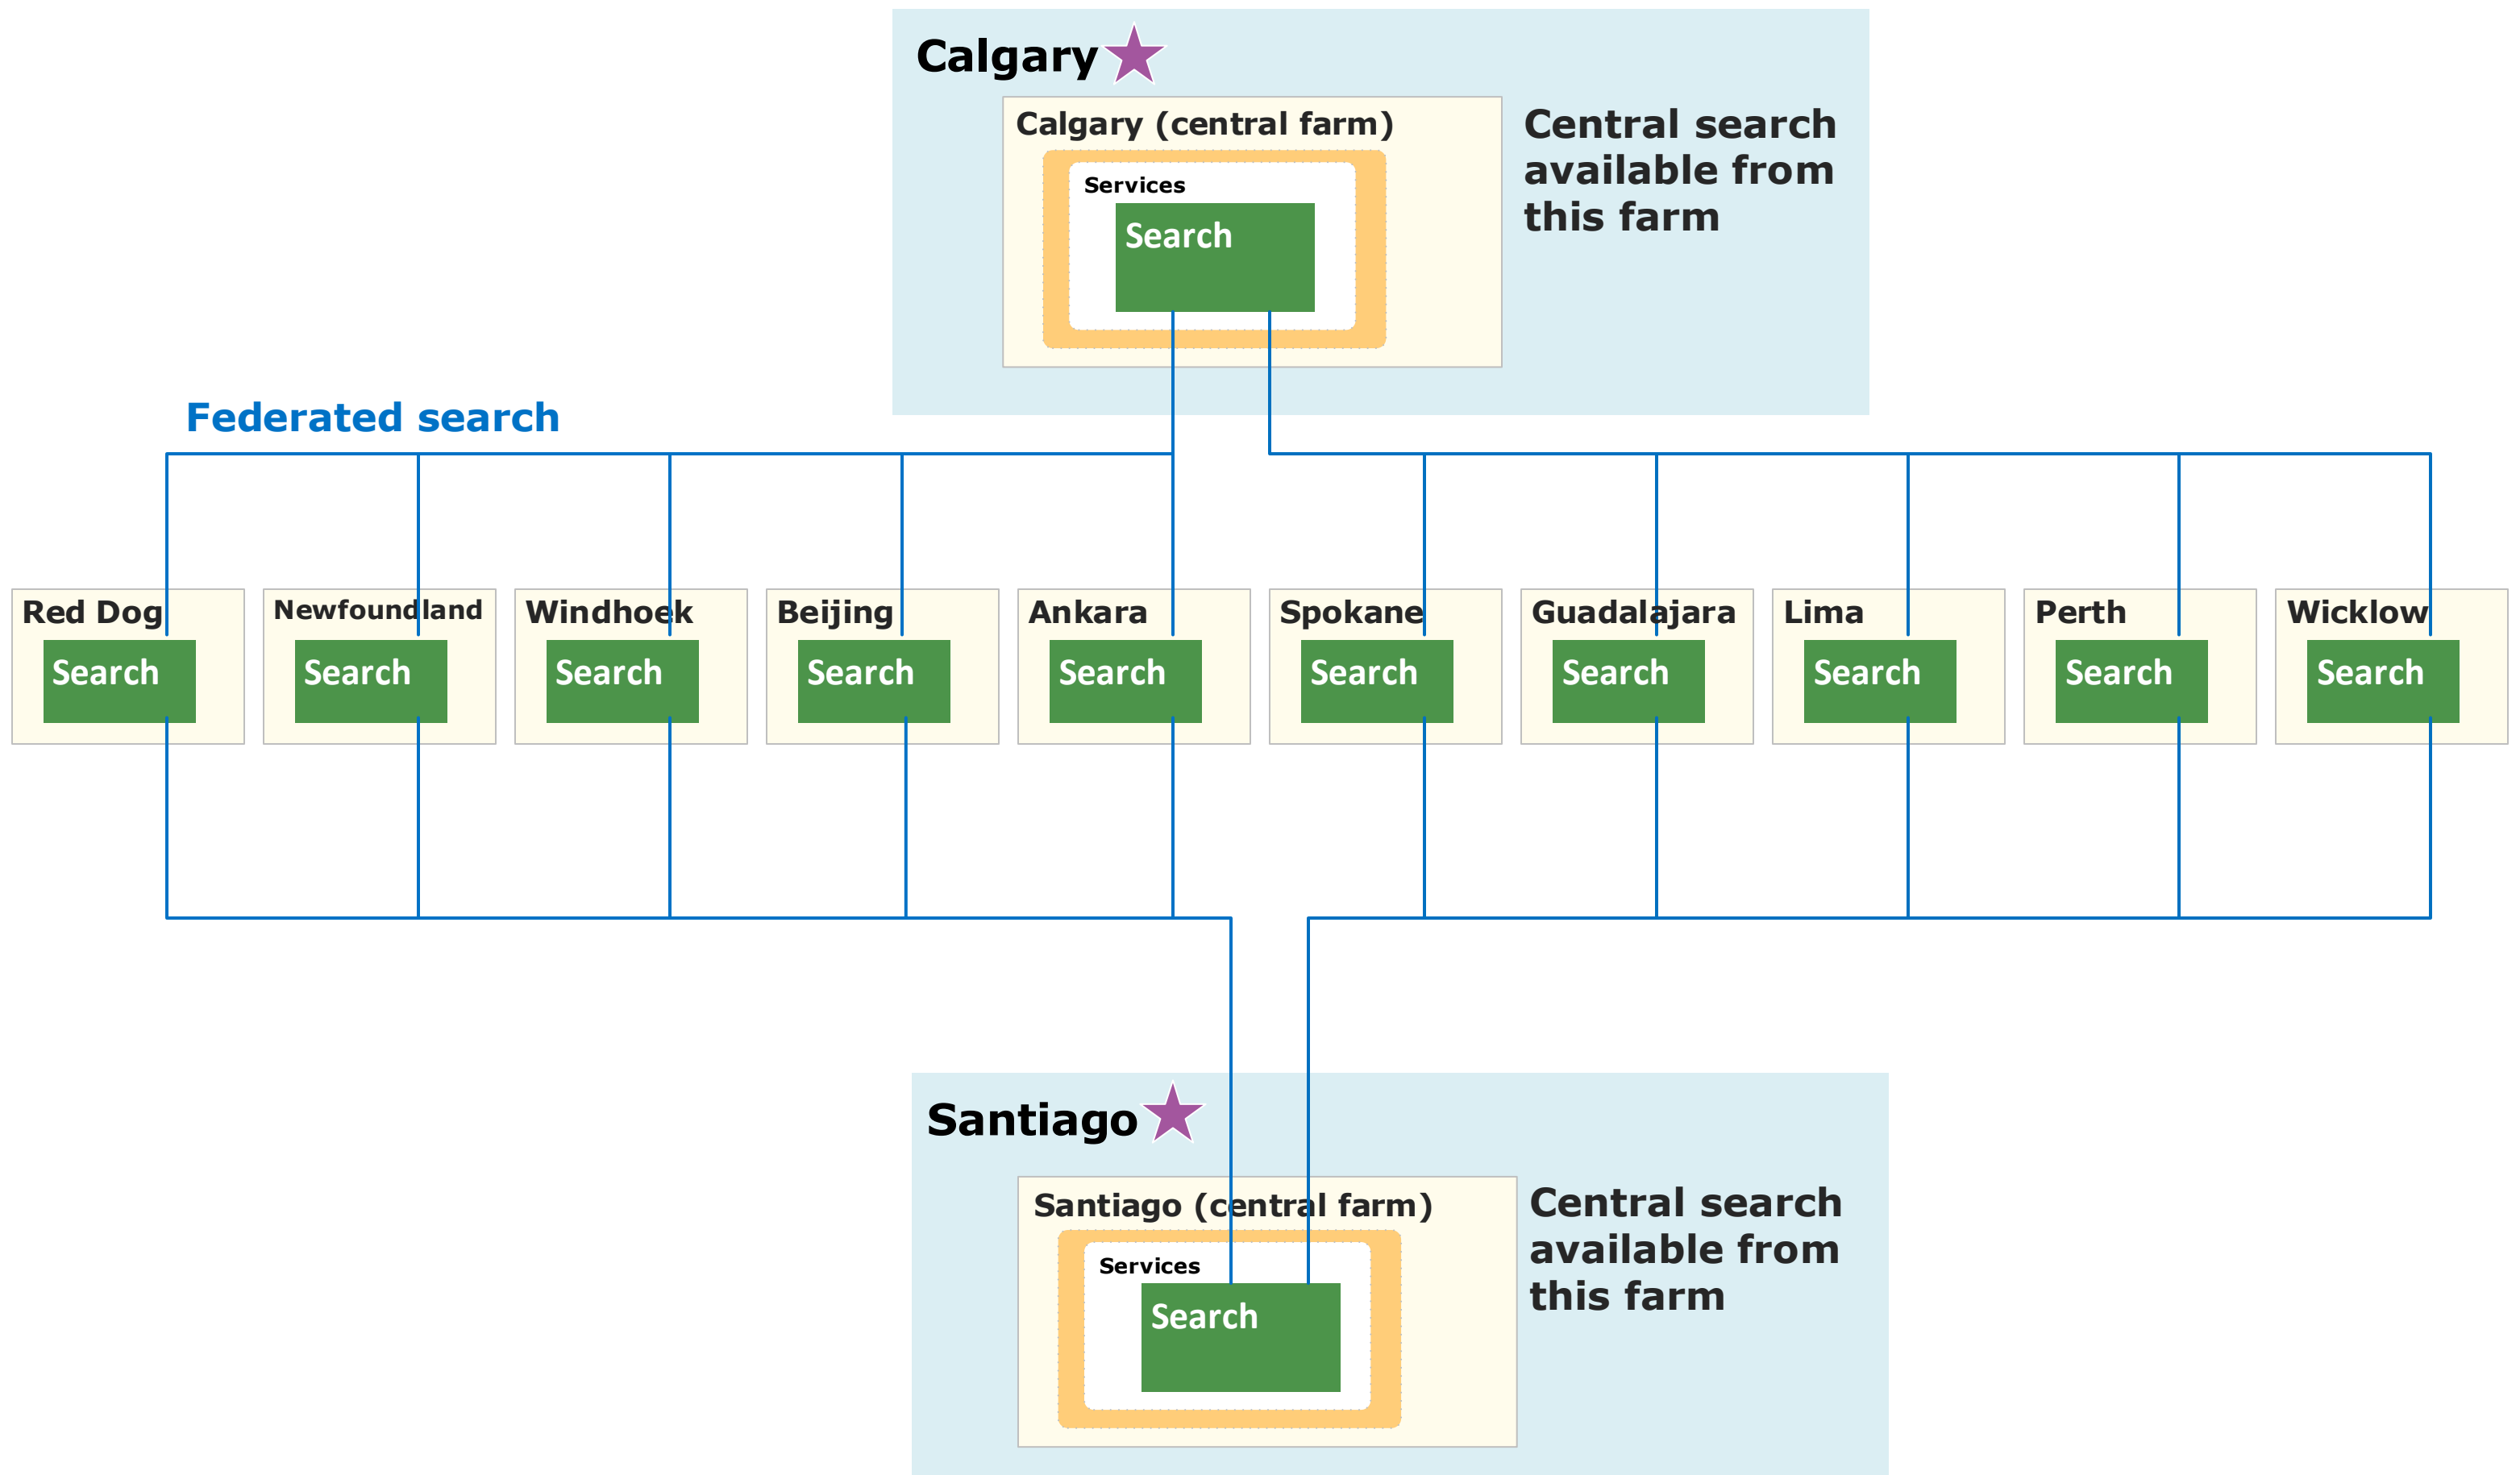 Calgary
Calgary (central farm)
Central search
available from
this farm
Services
Search
Federated search
Red Dog
Newfoundland
Windhoek
Beijing
Ankara
Spokane
Guadalajara
Lima
Perth
Wicklow
Search
Search
Search
Search
Search
Search
Search
Search
Search
Search
Santiago
Santiago (central farm)
Central search
available from
this farm
Services
Search